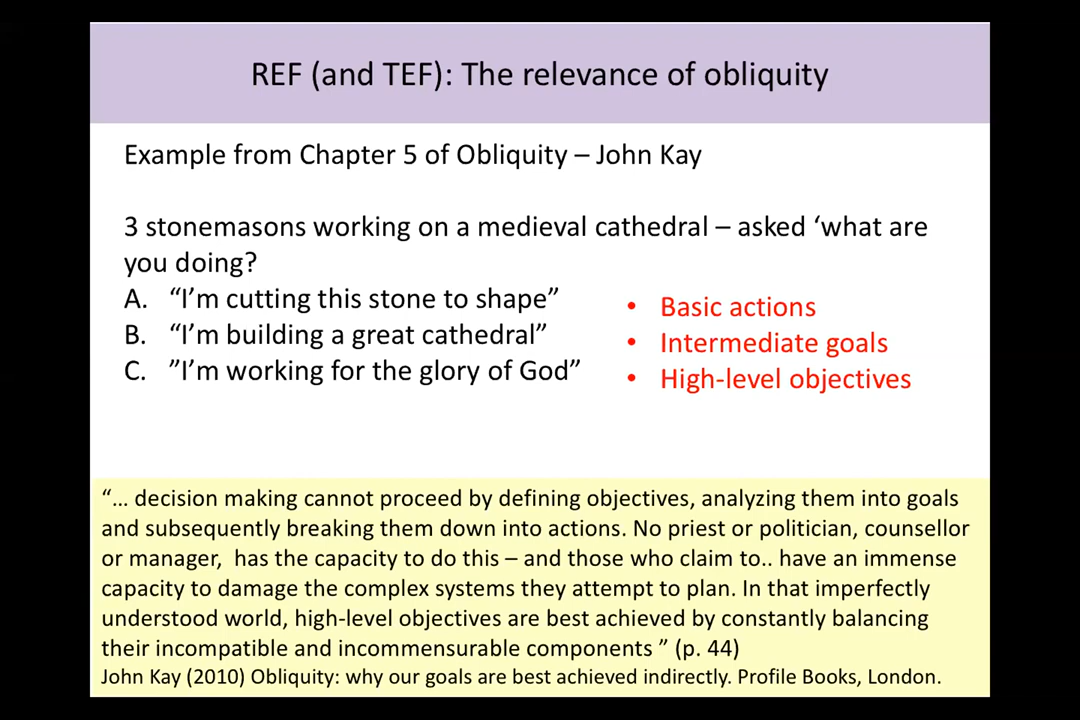 REF (and TEF): The relevance of obliquity
Example from Chapter 5 of Obliquity – John Kay
3 stonemasons working on a medieval cathedral – asked ‘what are
you doing?
A. “I’m cutting this stone to shape”
B. “I’m building a great cathedral”
C. ”I’m working for the glory of God”
• Basic actions
• Intermediate goals
• High-level objectives
“... decision making cannot proceed by defining objectives, analyzing them into goals
and subsequently breaking them down into actions. No priest or politician, counsellor
or manager, has the capacity to do this – and those who claim to.. have an immense
capacity to damage the complex systems they attempt to plan. In that imperfectly
understood world, high-level objectives are best achieved by constantly balancing
their incompatible and incommensurable components ” (p. 44)
John Kay (2010) Obliquity: why our goals are best achieved indirectly. Profile Books, London.